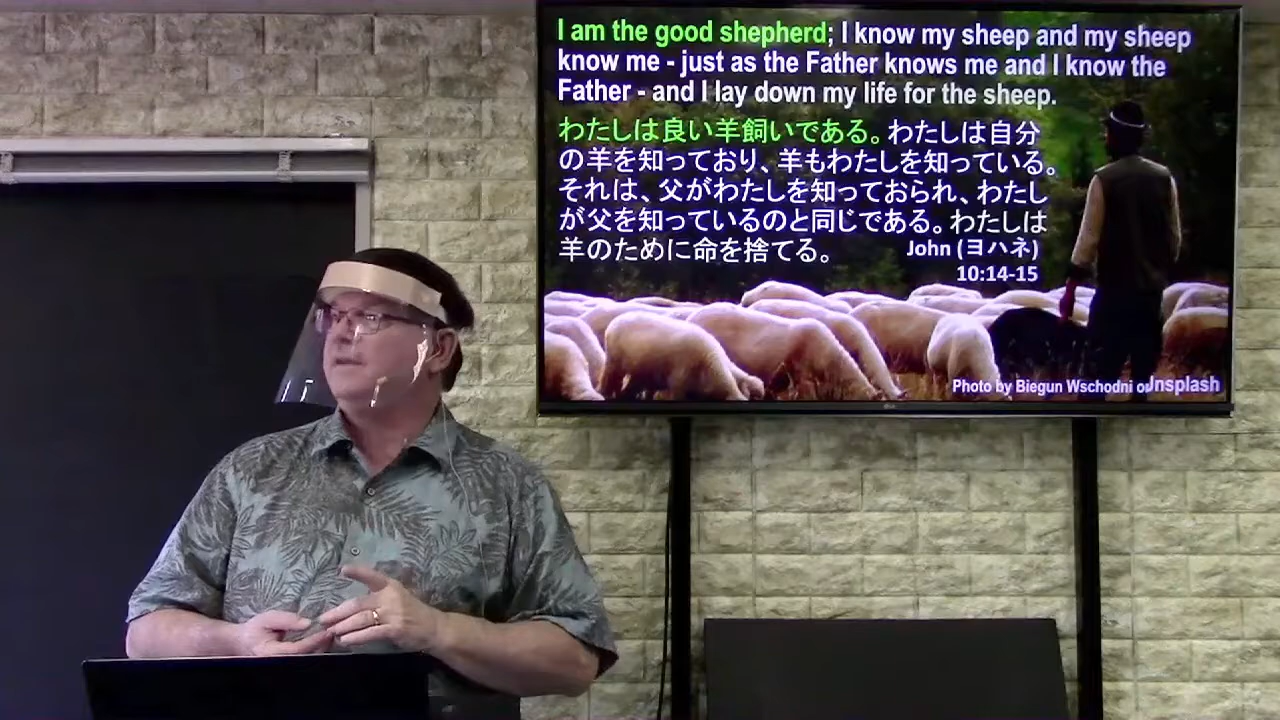 I am the good shepherd; I know my sheep and my sheep
know me - just as the Father knows me and I know the
Father - and I lay down my life for the sheep.
わたしは良い羊飼いである。わたしは自分
の羊を知っており、羊もわたしを知っている。
それは、父がわたしを知っておられ、わたし
が父を知っているのと同じである。わたしは
羊のために命を捨てる。
John (ヨハネ)
10:14-15
Photo by Biegun Wschodni on Unsplash